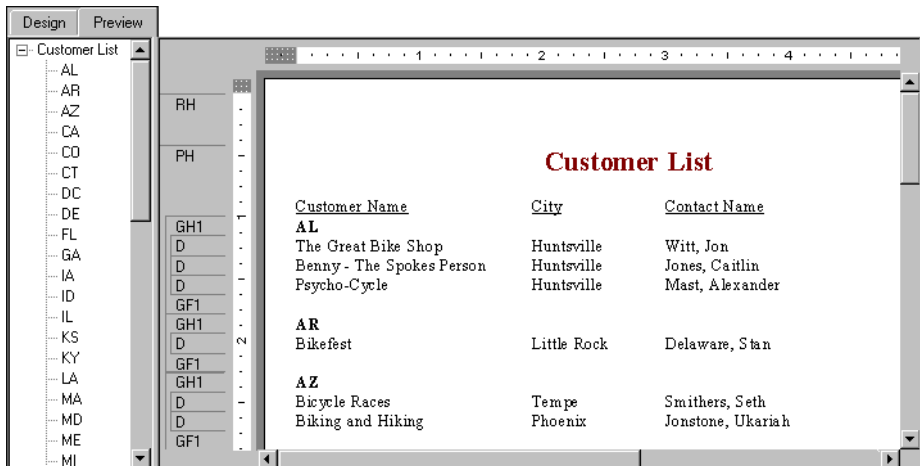 Design Preview
Customer List
AL
AR
AZ
CA
CO
CT
DC
DE
FL
GA
IA
ID
IL
KS
KY
LA
MA
MD
ME
MI
1 2 3 4
RH
PH
GH1
D
D
D
GF1
GH1
D
GF1
GH1
D
D
GF1
1
2
Customer List
Customer Name City Contact Name
AL
The Great Bike Shop Huntsville Witt, Jon
Benny - The Spokes Person Huntsville Jones, Caitlin
Psycho-Cycle Huntsville Mast, Alexander
AR
Bikefest Little Rock Delaware, Stan
AZ
Bicycle Races Tempe Smithers, Seth
Biking and Hiking Phoenix Jonstone, Ukariah